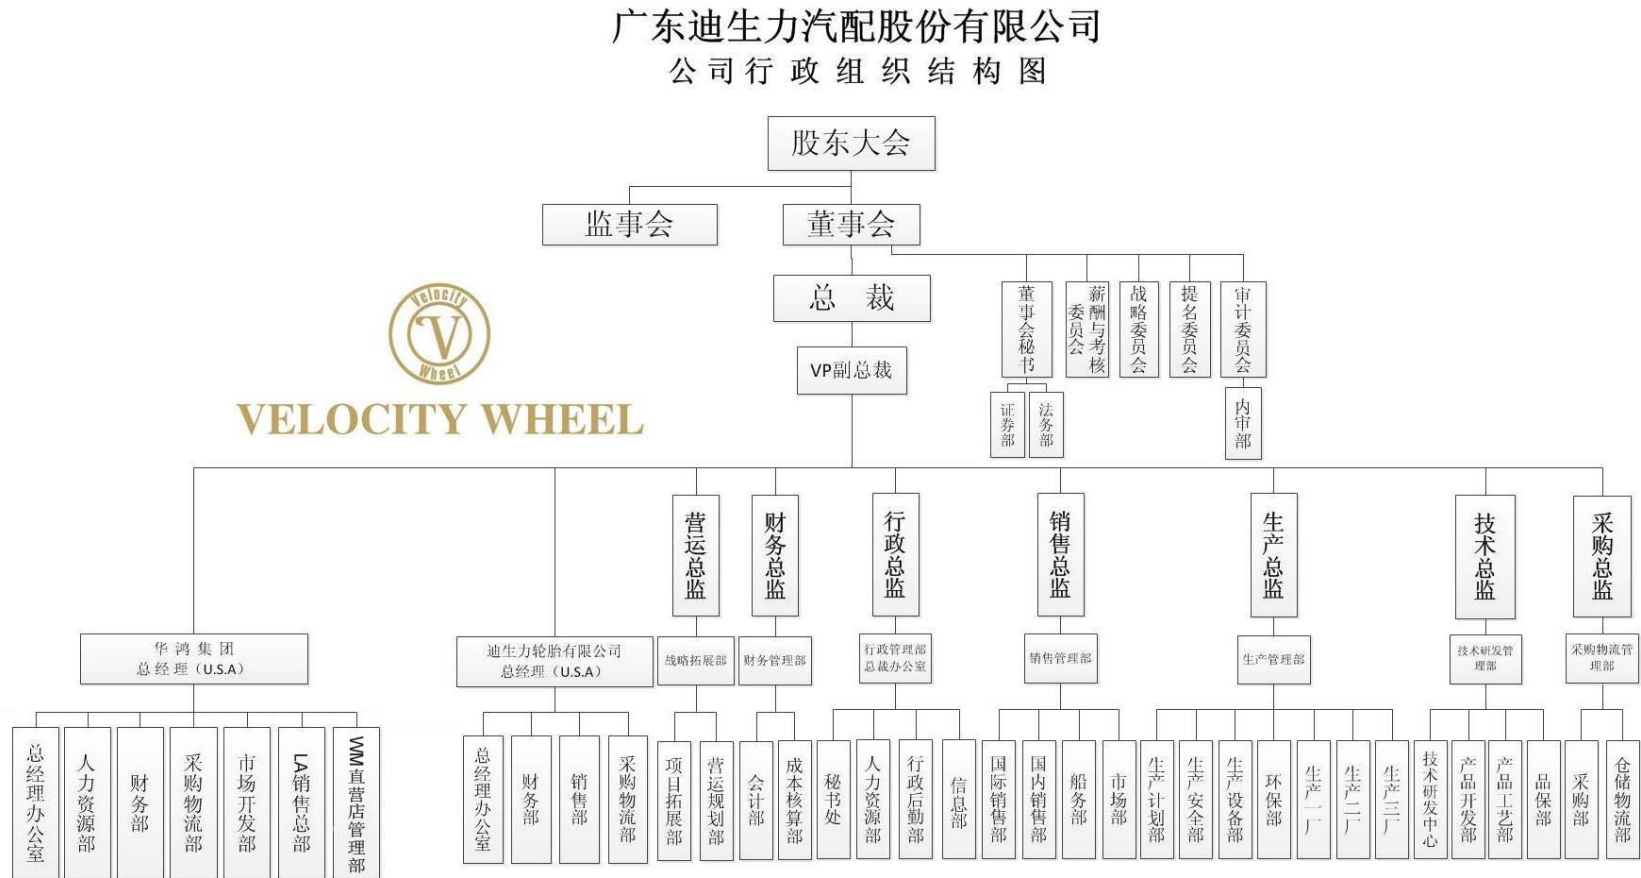 广东迪生力汽配股份有限公司
公司行政组织结构图
股东大会
监事会
董事会
总 裁
VP副总裁
董事会秘书
薪酬与考核
委员会
战略委员会
提名委员会
审计委员会
证券部
法务部
内审部
Velocity
V
Wheel
VELOCITY WHEEL
营运总监
财务总监
行政总监
销售总监
生产总监
技术总监
采购总监
华鸿集团
总经理（U.S.A）
迪生力轮胎有限公司
总经理（U.S.A）
战略拓展部
财务管理部
行政管理部
总裁办公室
销售管理部
生产管理部
技术研发管
理部
采购物流管
理部
总经理办公室
人力资源部
财务部
采购物流部
市场开发部
LA销售总部
WM直营店管理部
总经理办公室
财务部
销售部
采购物流部
项目拓展部
营运规划部
会计部
成本核算部
秘书处
人力资源部
行政后勤部
信息部
国际销售部
国内销售部
船务部
市场部
生产计划部
生产安全部
生产设备部
环保部
生产一厂
生产二厂
生产三厂
技术研发中心
产品开发部
产品工艺部
品保部
采购部
仓储物流部